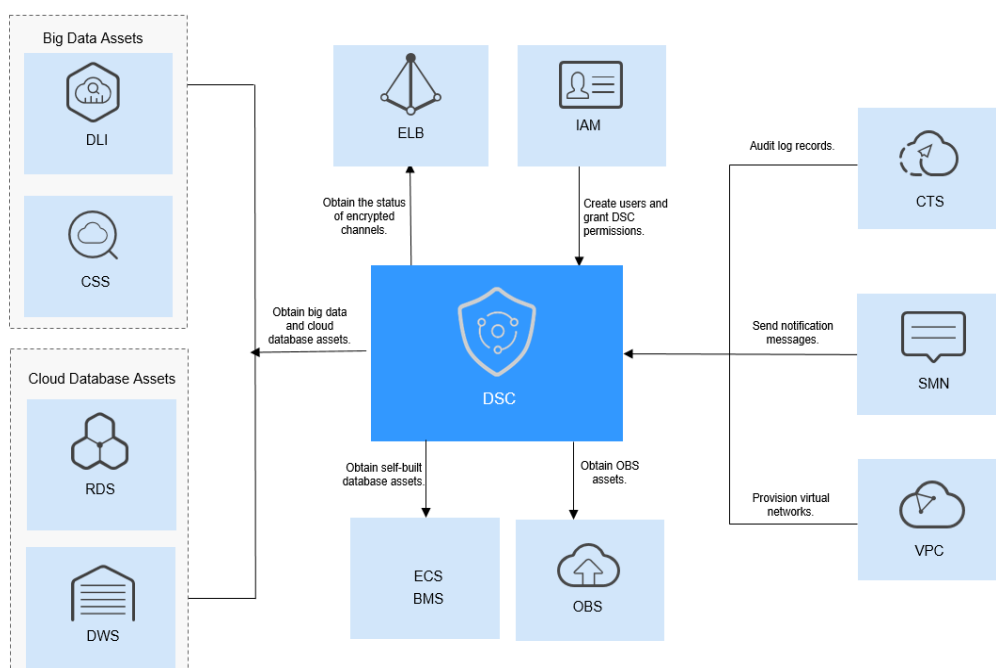 Big Data Assets
DLI
CSS
Cloud Database Assets
RDS
DWS
ELB
IAM
Obtain the status
of encrypted
channels.
Create users and
grant DSC
permissions.
Obtain big data
and cloud
database assets.
DSC
Obtain self-built
database assets.
Obtain OBS
assets.
ECS
BMS
OBS
Audit log records.
CTS
Send notification
messages.
SMN
Provision virtual
networks.
VPC